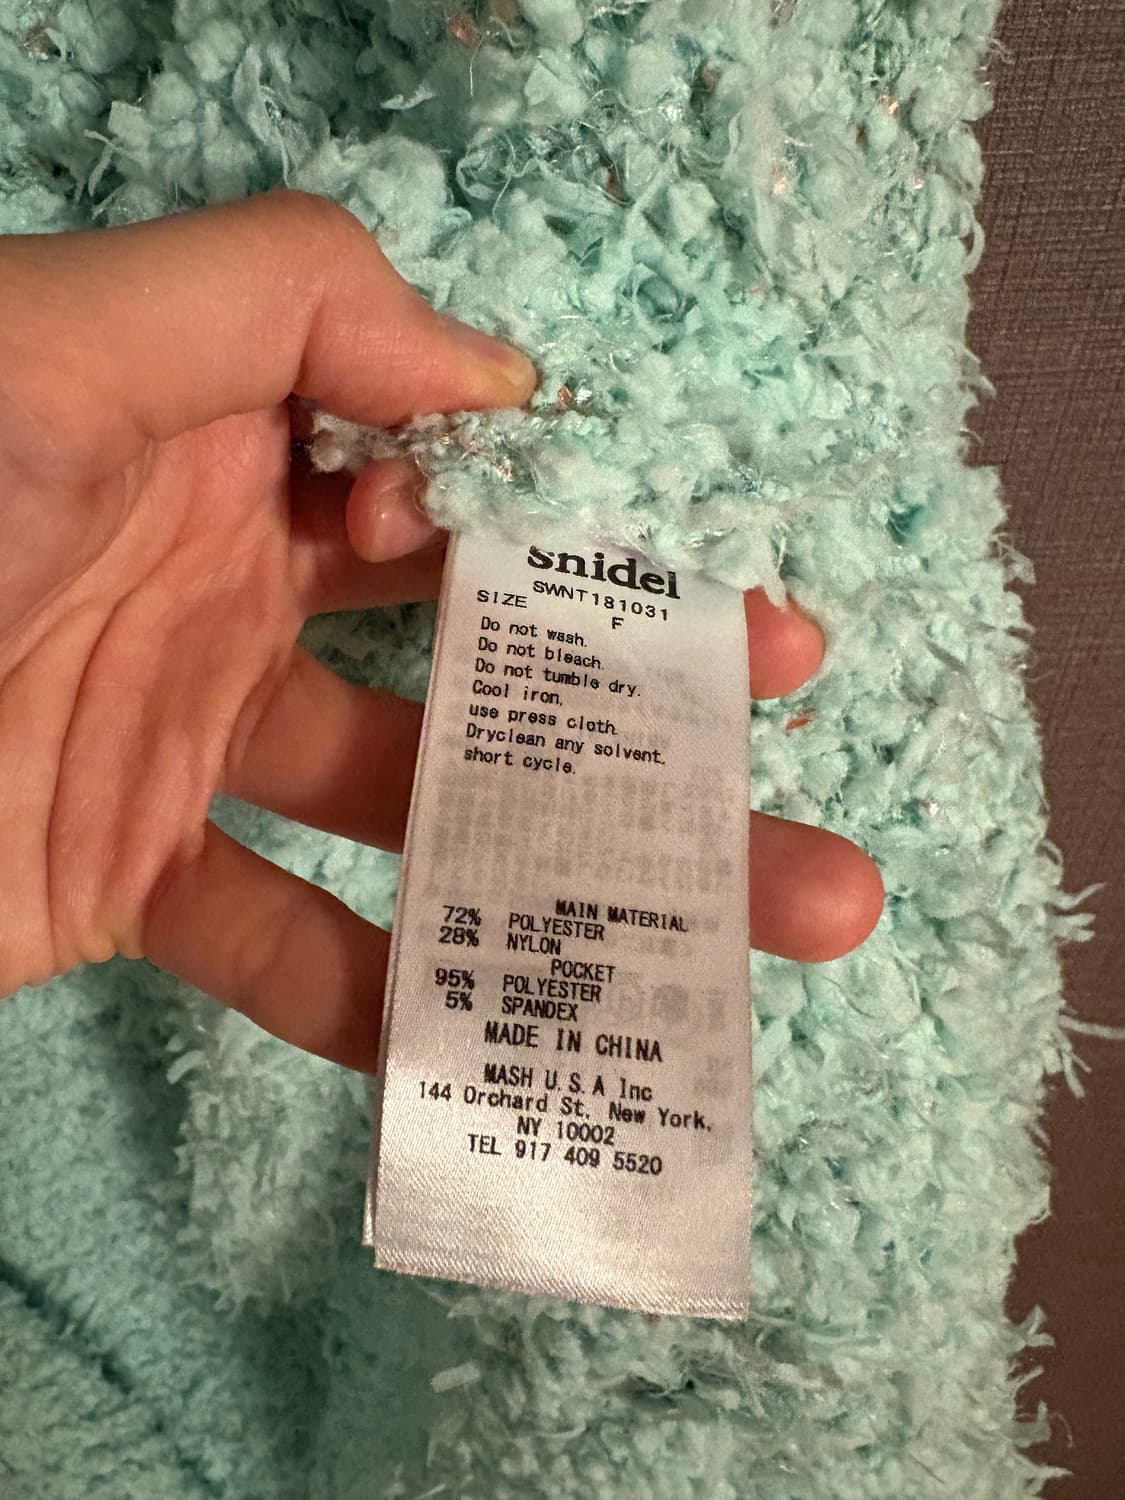 snidel
SWNT181031
SIZE F
Do not wash.
Do not bleach.
Do not tumble dry.
Cool iron,
use press cloth.
Dryclean any solvent.
short cycle.
MAIN MATERIAL
72% POLYESTER
28% NYLON
POCKET
95% POLYESTER
5% SPANDEX
MADE IN CHINA
MASH U.S.A Inc
144 Orchard St. New York,
NY 10002
TEL 917 409 5520